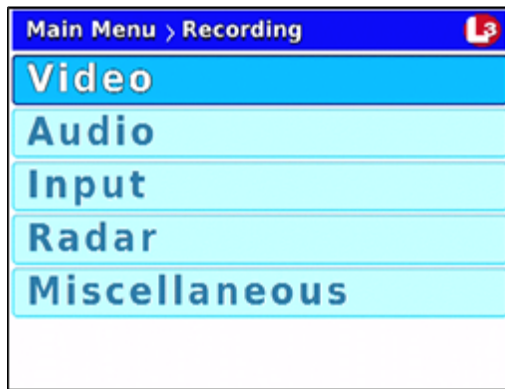 Main Menu > Recording L3
Video
Audio
Input
Radar
Miscellaneous